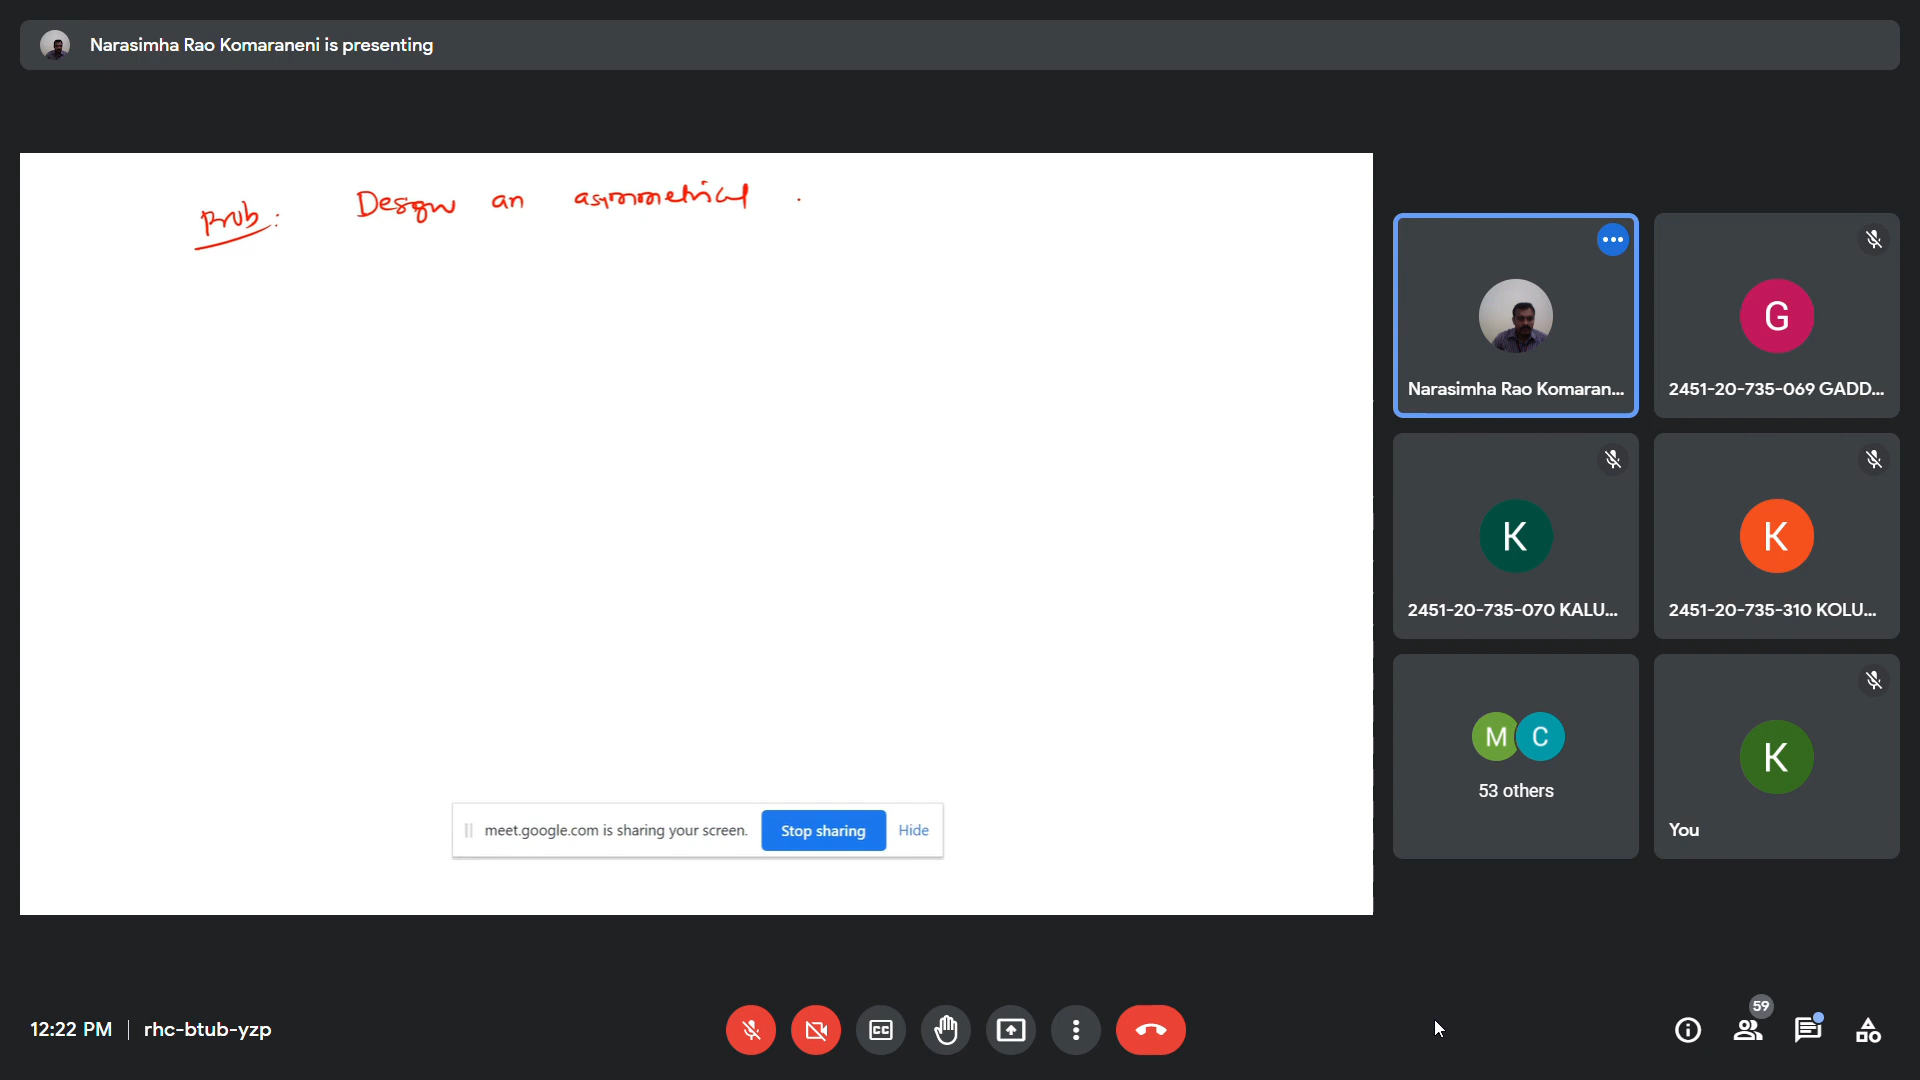 Narasimha Rao Komaraneni is presenting
Prob: Design an asymmetrical .
Narasimha Rao Komaran...
G
2451-20-735-069 GADD...
K
2451-20-735-070 KALU...
K
2451-20-735-310 KOLU...
M C
53 others
K
You
meet.google.com is sharing your screen. Stop sharing Hide
12:22 PM | rhc-btub-yzp
CC
59